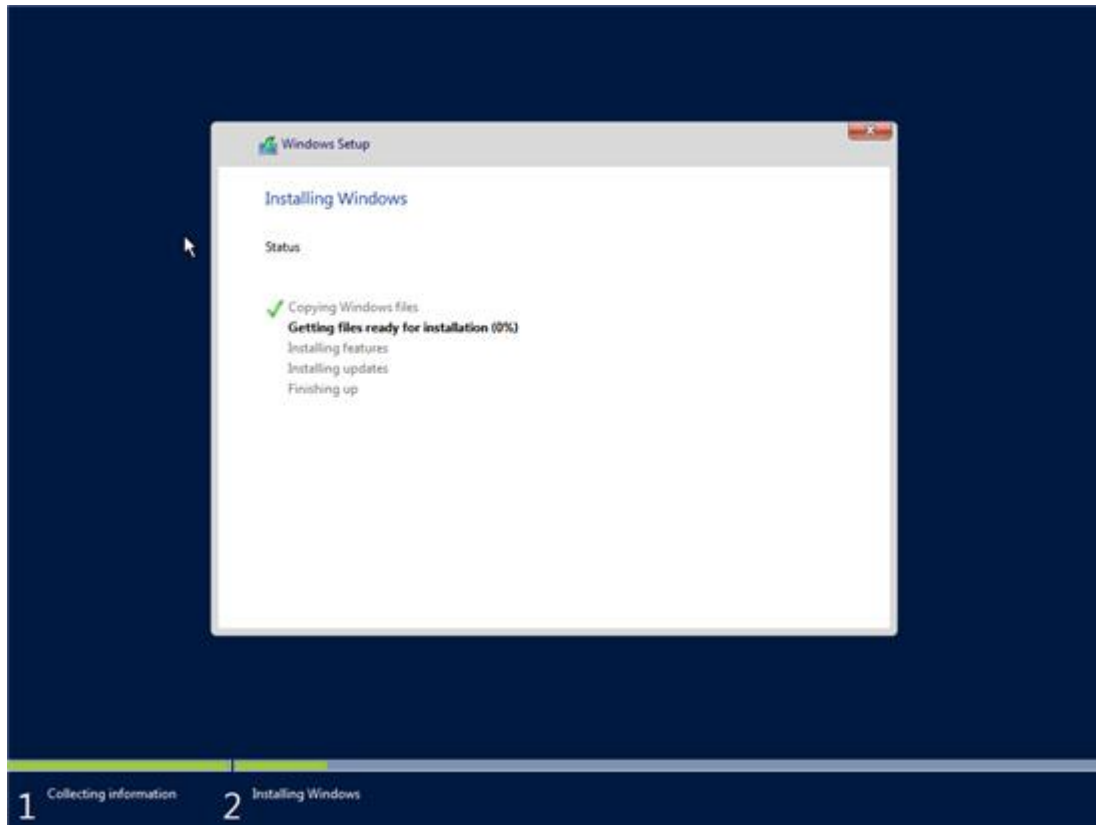 Windows Setup
Installing Windows
Status
Copying Windows files
Getting files ready for installation (0%)
Installing features
Installing updates
Finishing up
1 Collecting information 2 Installing Windows